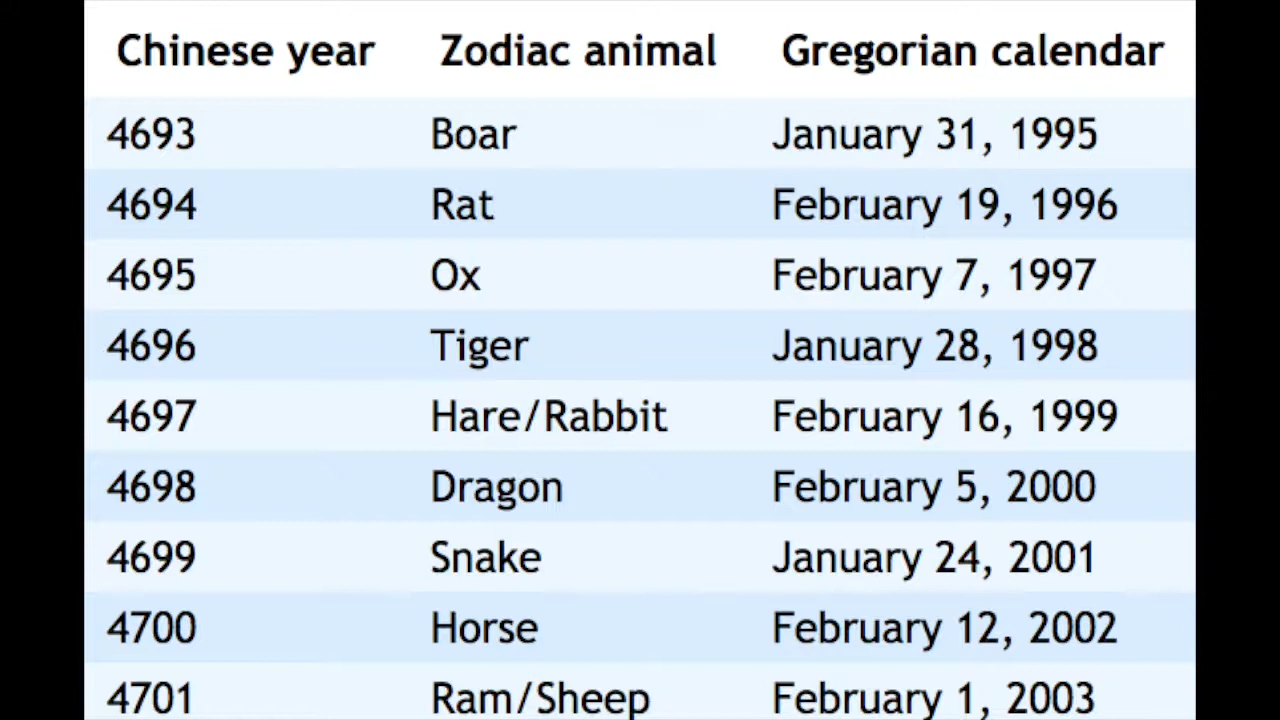 Chinese year Zodiac animal Gregorian calendar
4693 Boar January 31, 1995
4694 Rat February 19, 1996
4695 Ox February 7, 1997
4696 Tiger January 28, 1998
4697 Hare/Rabbit February 16, 1999
4698 Dragon February 5, 2000
4699 Snake January 24, 2001
4700 Horse February 12, 2002
4701 Ram/Sheep February 1, 2003